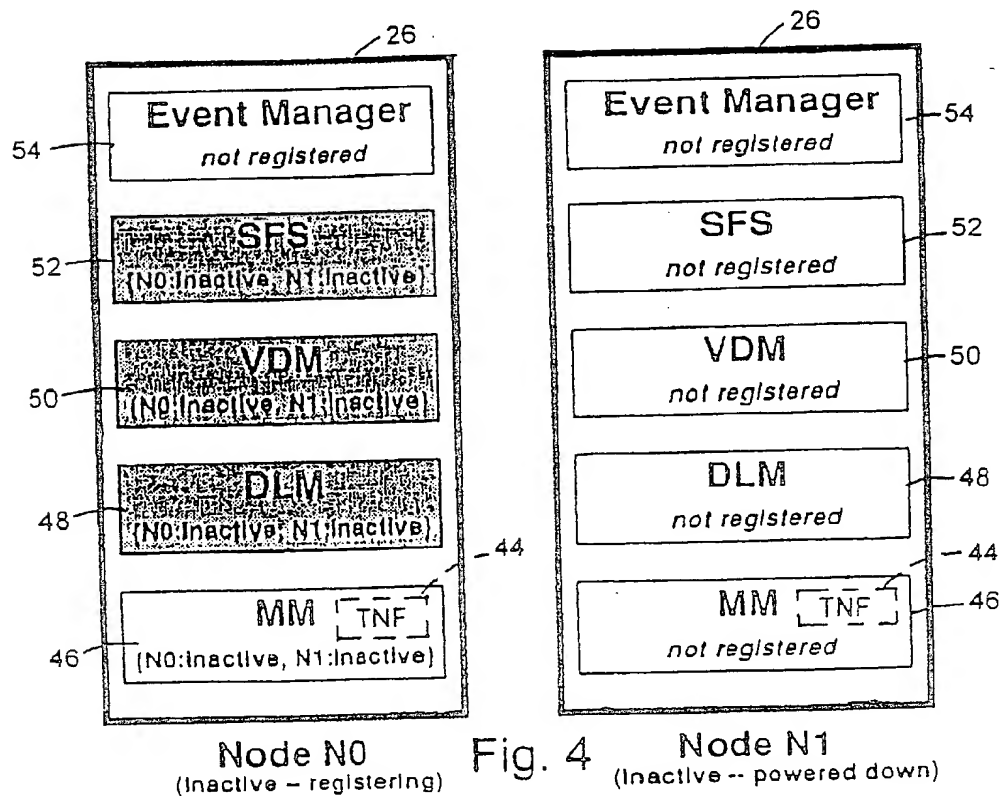 26
Event Manager
not registered
54
SFS
{N0:Inactive, N1:Inactive}
52
VDM
{N0:Inactive, N1:Inactive}
50
DLM
{N0:Inactive, N1:Inactive}
48
44
MM
TNF
{N0:Inactive, N1:Inactive}
46
Node N0
(Inactive – registering)
Fig. 4
26
Event Manager
not registered
54
SFS
not registered
52
VDM
not registered
50
DLM
not registered
48
44
MM
TNF
not registered
46
Node N1
(Inactive -- powered down)